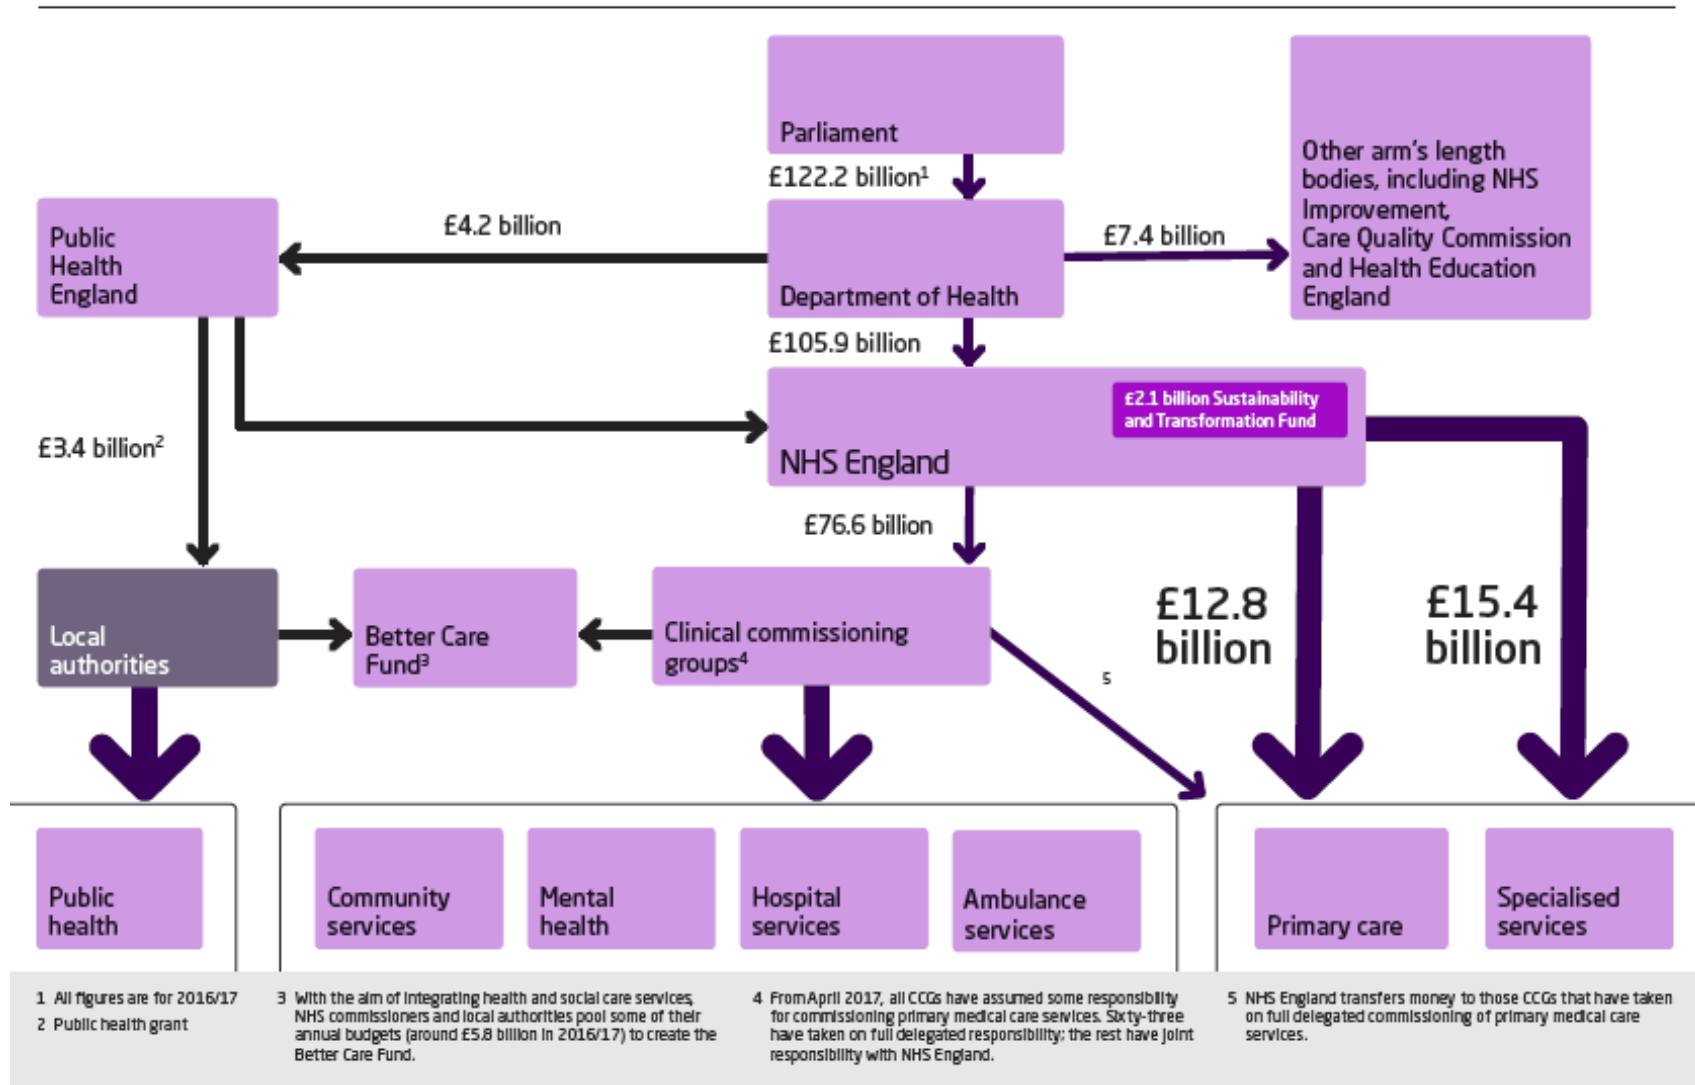 Parliament
£122.2 billion¹
Other arm's length
bodies, including NHS
Improvement,
Care Quality Commission
and Health Education
England
Public
Health
England
£4.2 billion
Department of Health
£7.4 billion
£105.9 billion
£2.1 billion Sustainability
and Transformation Fund
NHS England
£3.4 billion²
£76.6 billion
£12.8
billion
£15.4
billion
Local
authorities
Better Care
Fund³
Clinical commissioning
groups⁴
5
Public
health
Community
services
Mental
health
Hospital
services
Ambulance
services
Primary care
Specialised
services
1 All figures are for 2016/17
2 Public health grant
3 With the aim of integrating health and social care services,
NHS commissioners and local authorities pool some of their
annual budgets (around £5.8 billion in 2016/17) to create the
Better Care Fund.
4 From April 2017, all CCGs have assumed some responsibility
for commissioning primary medical care services. Sixty-three
have taken on full delegated responsibility; the rest have joint
responsibility with NHS England.
5 NHS England transfers money to those CCGs that have taken
on full delegated commissioning of primary medical care
services.